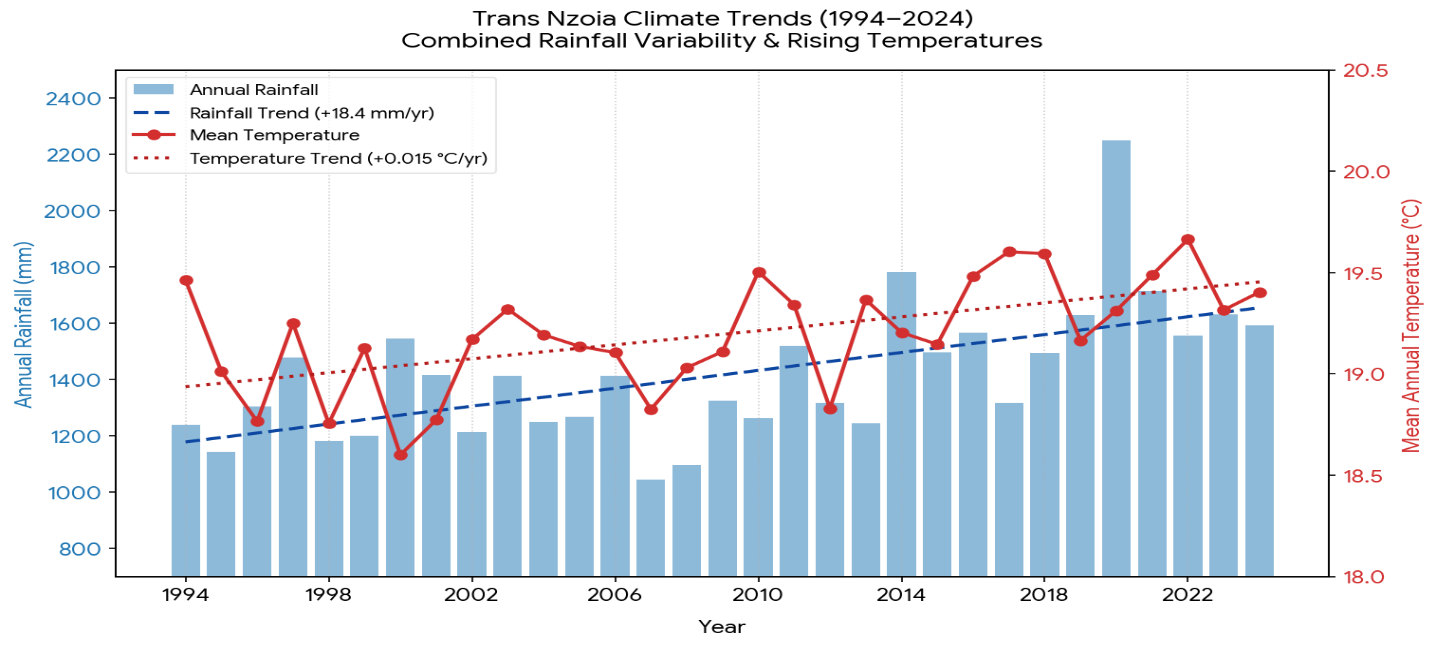 Trans Nzoia Climate Trends (1994–2024)
Combined Rainfall Variability & Rising Temperatures
Annual Rainfall
Rainfall Trend (+18.4 mm/yr)
Mean Temperature
Temperature Trend (+0.015 °C/yr)
Annual Rainfall (mm)
2400
2200
2000
1800
1600
1400
1200
1000
800
20.5
20.0
19.5
19.0
18.5
18.0
Mean Annual Temperature (°C)
1994 1998 2002 2006 2010 2014 2018 2022
Year